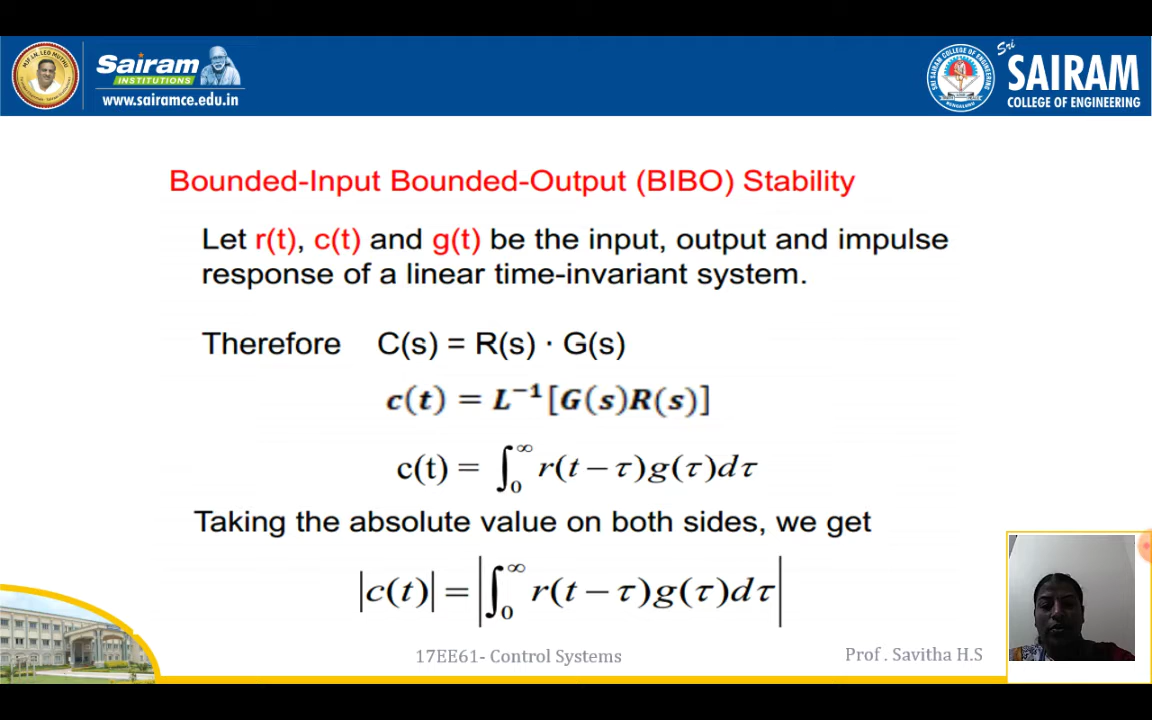 Sairam
INSTITUTIONS
www.sairamce.edu.in
Sri
SAIRAM
COLLEGE OF ENGINEERING
Bounded-Input Bounded-Output (BIBO) Stability
Let r(t), c(t) and g(t) be the input, output and impulse
response of a linear time-invariant system.
Therefore C(s) = R(s) · G(s)
c(t) = L⁻¹[G(s)R(s)]
c(t) = ∫₀^∞ r(t−τ)g(τ)dτ
Taking the absolute value on both sides, we get
|c(t)| = |∫₀^∞ r(t−τ)g(τ)dτ|
17EE61- Control Systems
Prof . Savitha H.S